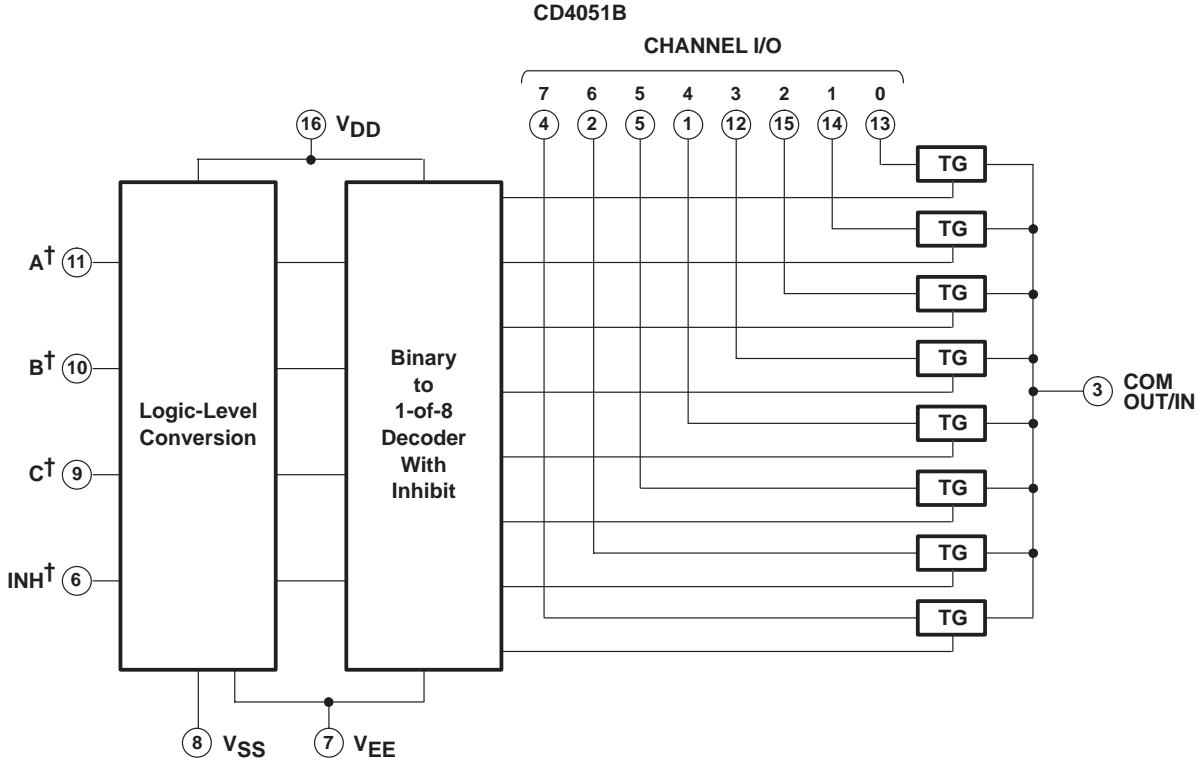 CD4051B
CHANNEL I/O
7 6 5 4 3 2 1 0
4 2 5 1 12 15 14 13
16 VDD
TG
TG
TG
TG
TG
TG
TG
TG
A† 11
B† 10
C† 9
INH† 6
Logic-Level
Conversion
Binary
to
1-of-8
Decoder
With
Inhibit
3 COM
OUT/IN
8 VSS
7 VEE